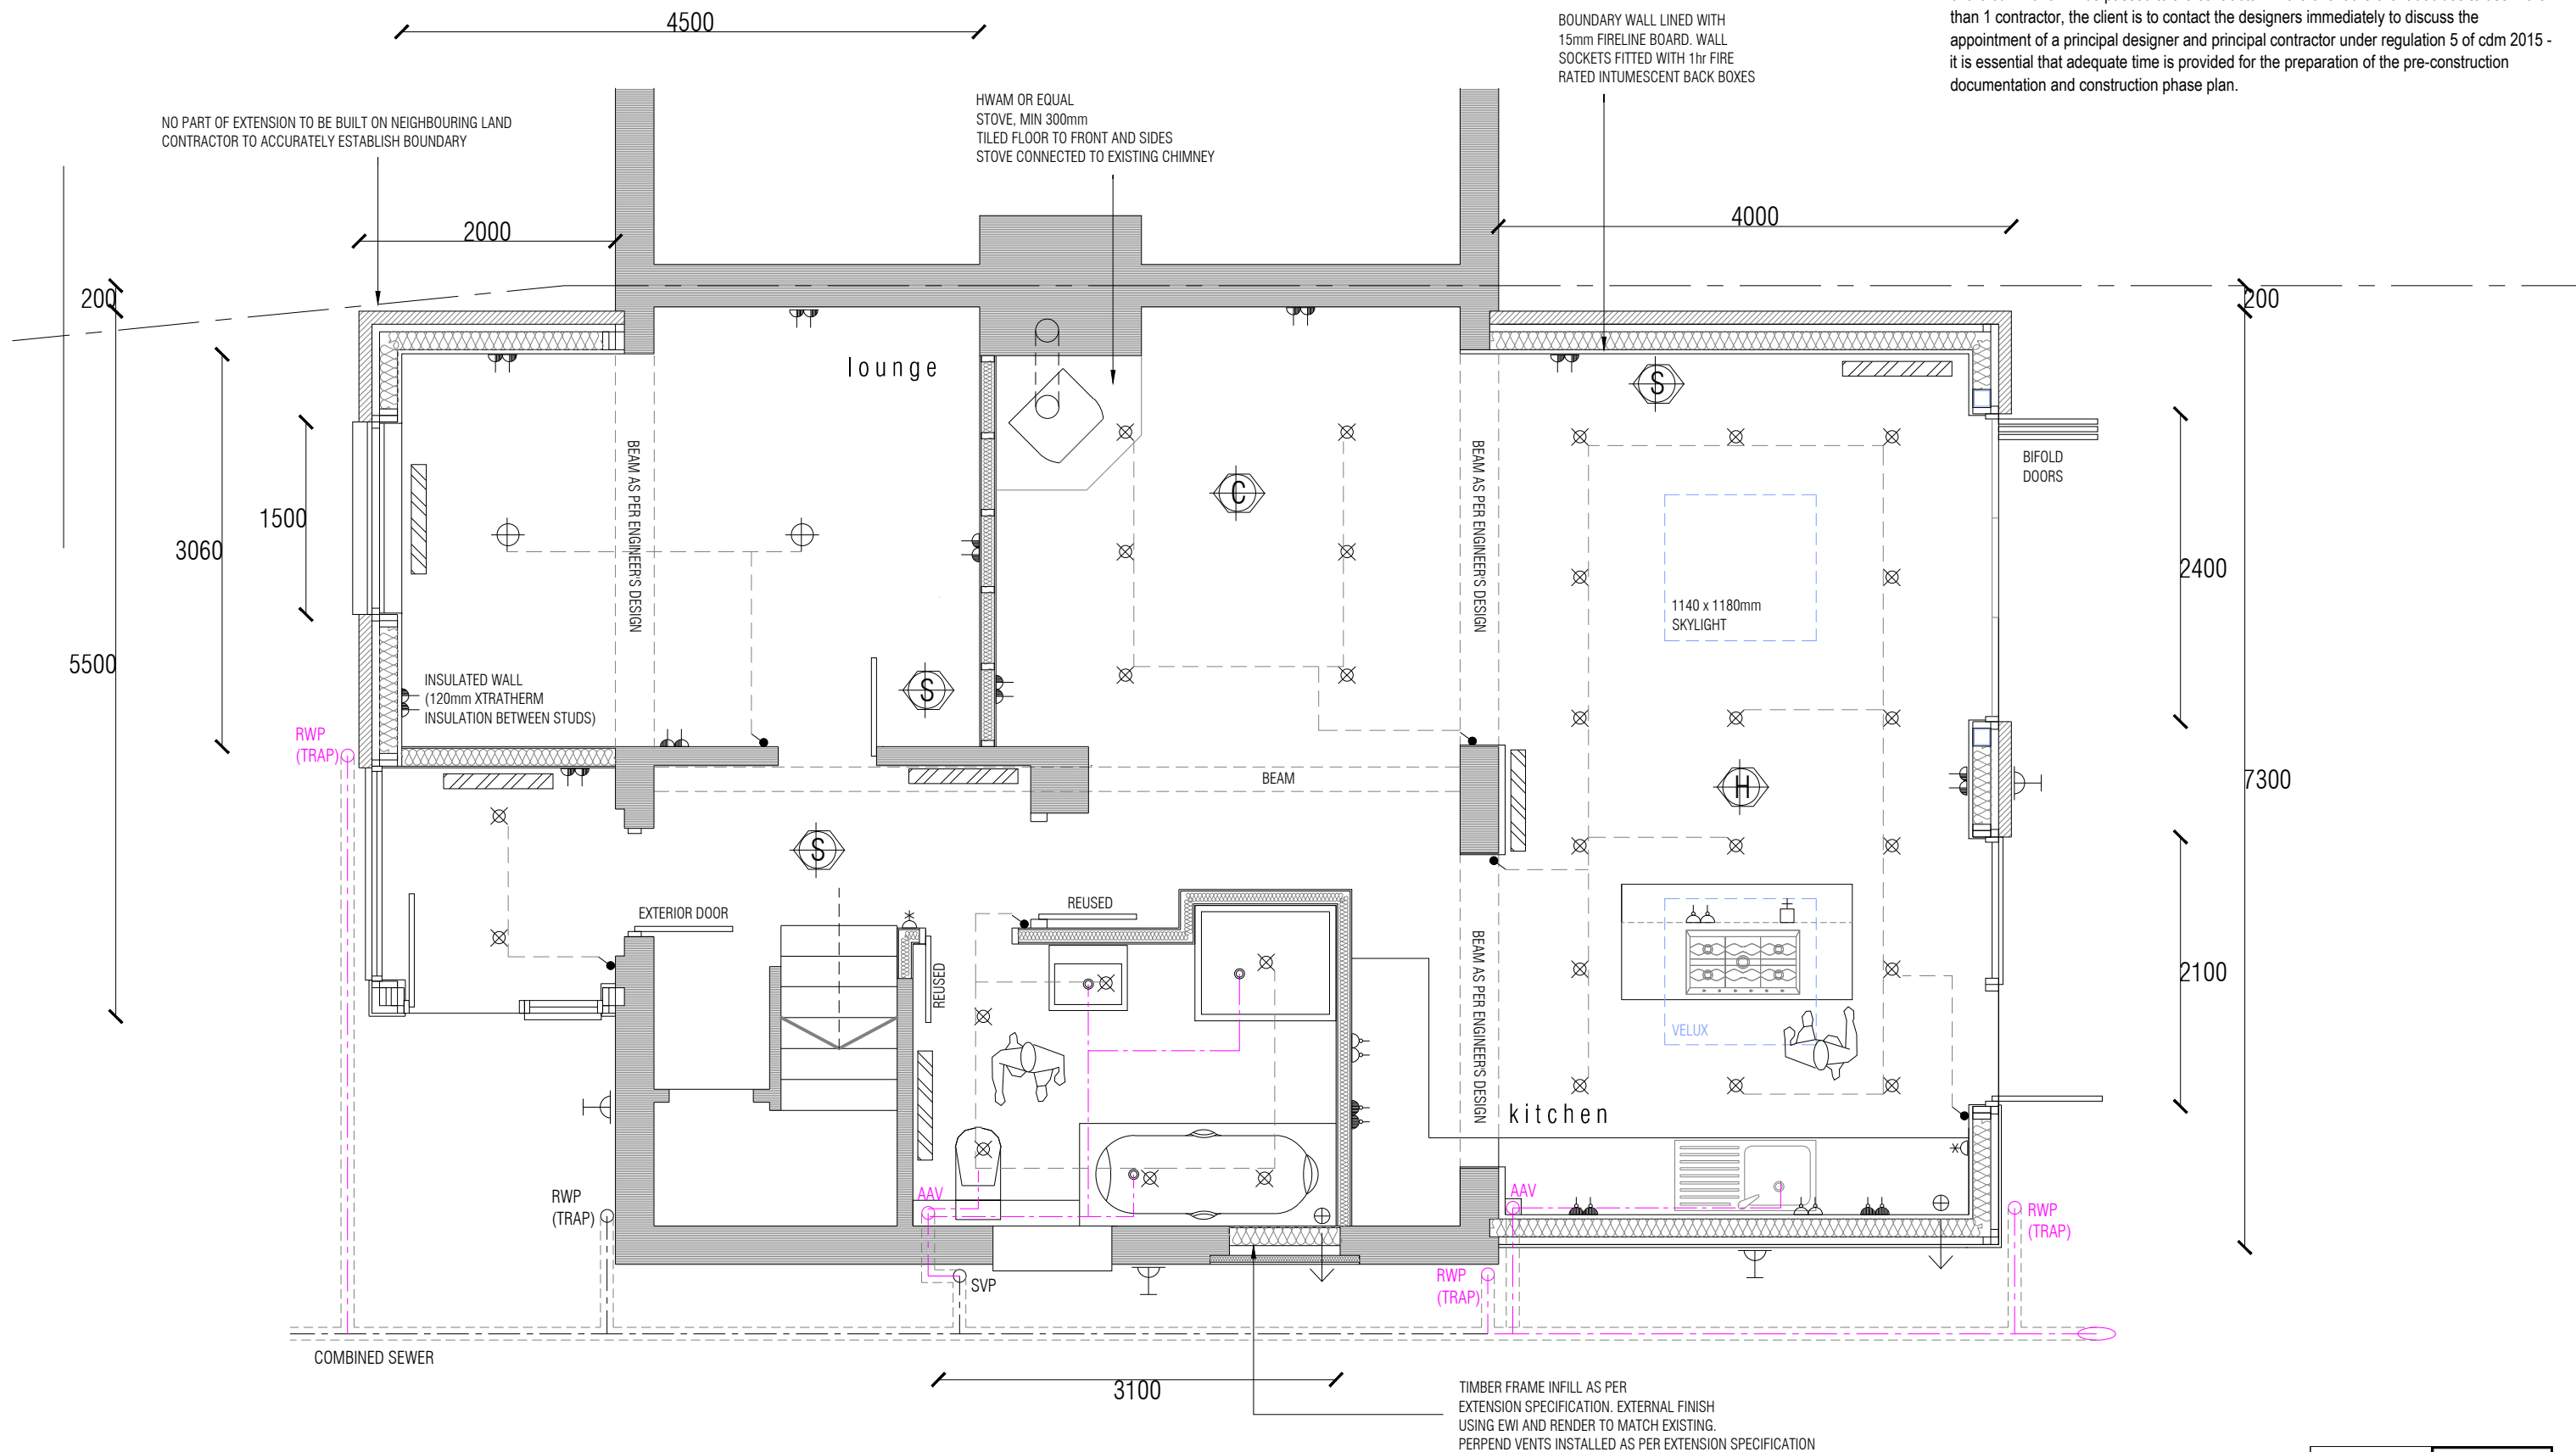 than 1 contractor, the client is to contact the designers immediately to discuss the
appointment of a principal designer and principal contractor under regulation 5 of cdm 2015 -
it is essential that adequate time is provided for the preparation of the pre-construction
documentation and construction phase plan.
4500
BOUNDARY WALL LINED WITH
15mm FIRELINE BOARD. WALL
SOCKETS FITTED WITH 1hr FIRE
RATED INTUMESCENT BACK BOXES
HWAM OR EQUAL
STOVE, MIN 300mm
TILED FLOOR TO FRONT AND SIDES
STOVE CONNECTED TO EXISTING CHIMNEY
NO PART OF EXTENSION TO BE BUILT ON NEIGHBOURING LAND
CONTRACTOR TO ACCURATELY ESTABLISH BOUNDARY
2000
4000
200
200
lounge
S
BIFOLD
DOORS
C
BEAM AS PER ENGINEER'S DESIGN
BEAM AS PER ENGINEER'S DESIGN
1500
3060
2400
1140 x 1180mm
SKYLIGHT
5500
INSULATED WALL
(120mm XTRATHERM
INSULATION BETWEEN STUDS)
S
RWP
(TRAP)
BEAM
H
7300
S
EXTERIOR DOOR
REUSED
REUSED
BEAM AS PER ENGINEER'S DESIGN
2100
VELUX
kitchen
RWP
(TRAP)
AAV
AAV
RWP
(TRAP)
SVP
RWP
(TRAP)
COMBINED SEWER
3100
TIMBER FRAME INFILL AS PER
EXTENSION SPECIFICATION. EXTERNAL FINISH
USING EWI AND RENDER TO MATCH EXISTING.
PERPEND VENTS INSTALLED AS PER EXTENSION SPECIFICATION